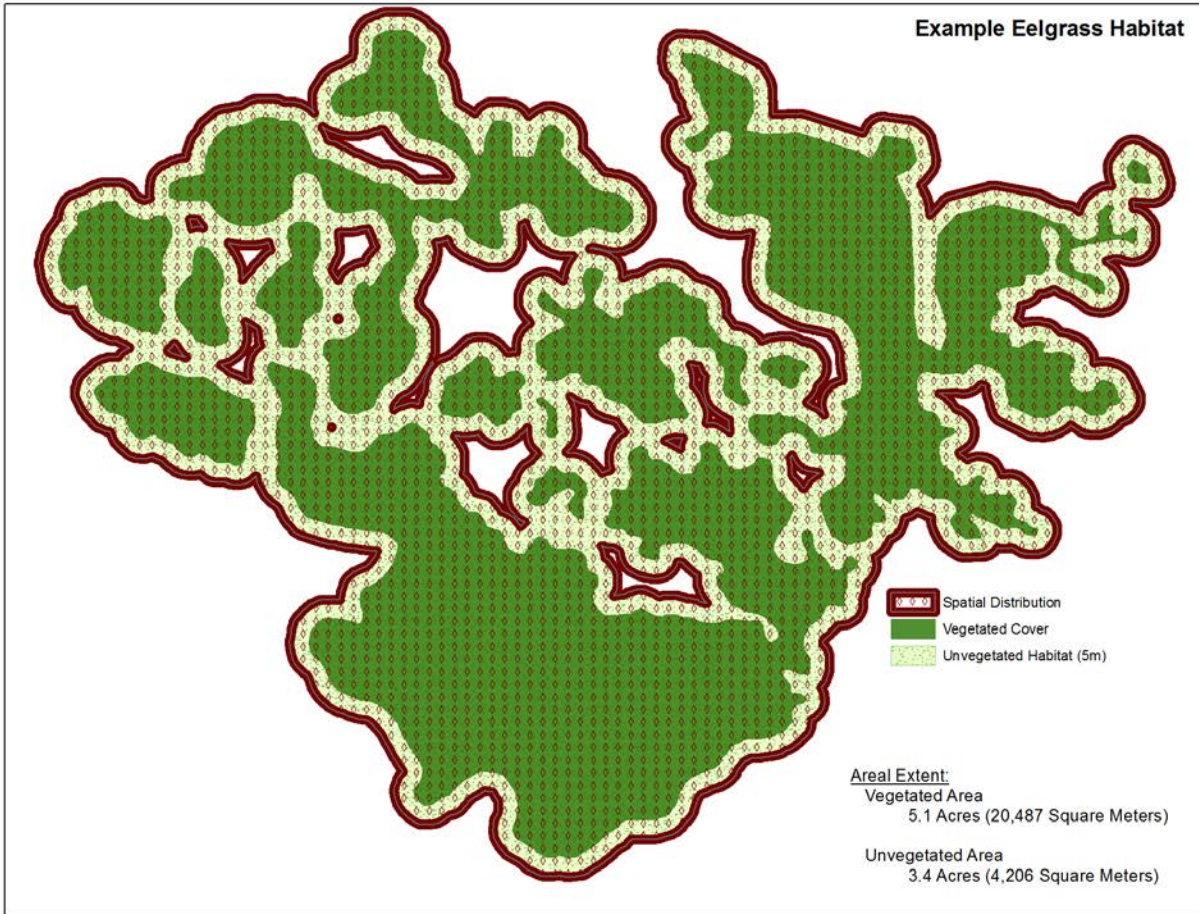 Example Eelgrass Habitat
Spatial Distribution
Vegetated Cover
Unvegetated Habitat (5m)
Areal Extent:
Vegetated Area
5.1 Acres (20,487 Square Meters)
Unvegetated Area
3.4 Acres (4,206 Square Meters)